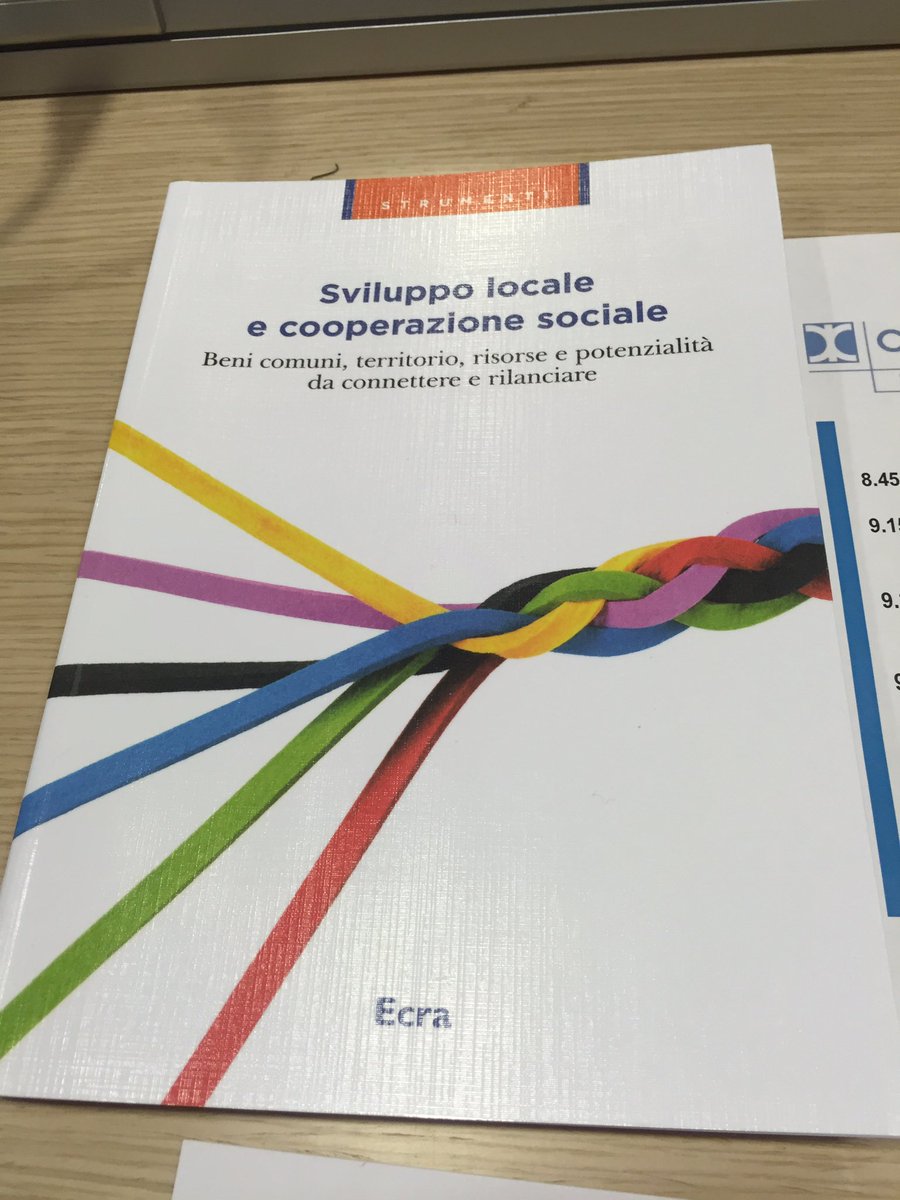 STRUMENTI
Sviluppo locale
e cooperazione sociale
Beni comuni, territorio, risorse e potenzialità
da connettere e rilanciare
Ecra
8.45